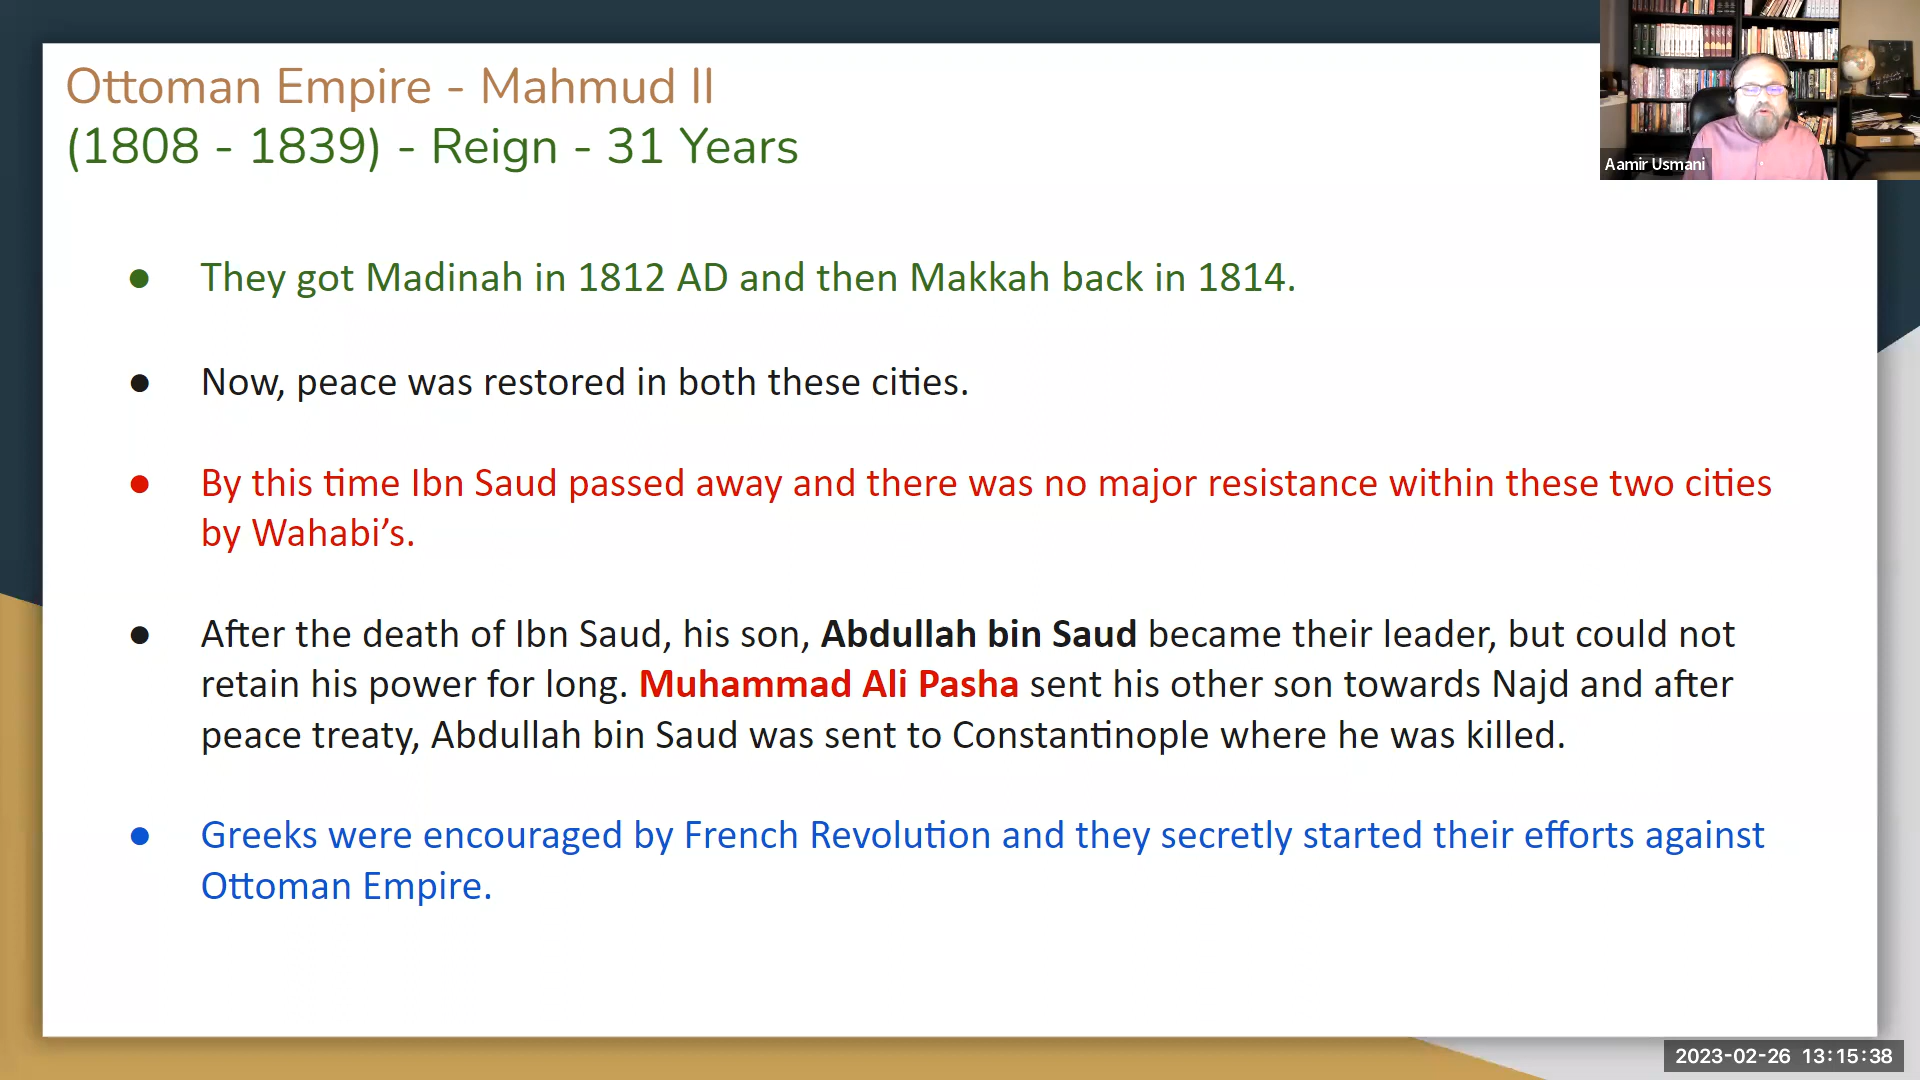 Ottoman Empire - Mahmud II
(1808 - 1839) - Reign - 31 Years
Aamir Usmani
● They got Madinah in 1812 AD and then Makkah back in 1814.
● Now, peace was restored in both these cities.
● By this time Ibn Saud passed away and there was no major resistance within these two cities
by Wahabi’s.
● After the death of Ibn Saud, his son, Abdullah bin Saud became their leader, but could not
retain his power for long. Muhammad Ali Pasha sent his other son towards Najd and after
peace treaty, Abdullah bin Saud was sent to Constantinople where he was killed.
● Greeks were encouraged by French Revolution and they secretly started their efforts against
Ottoman Empire.
2023-02-26 13:15:38